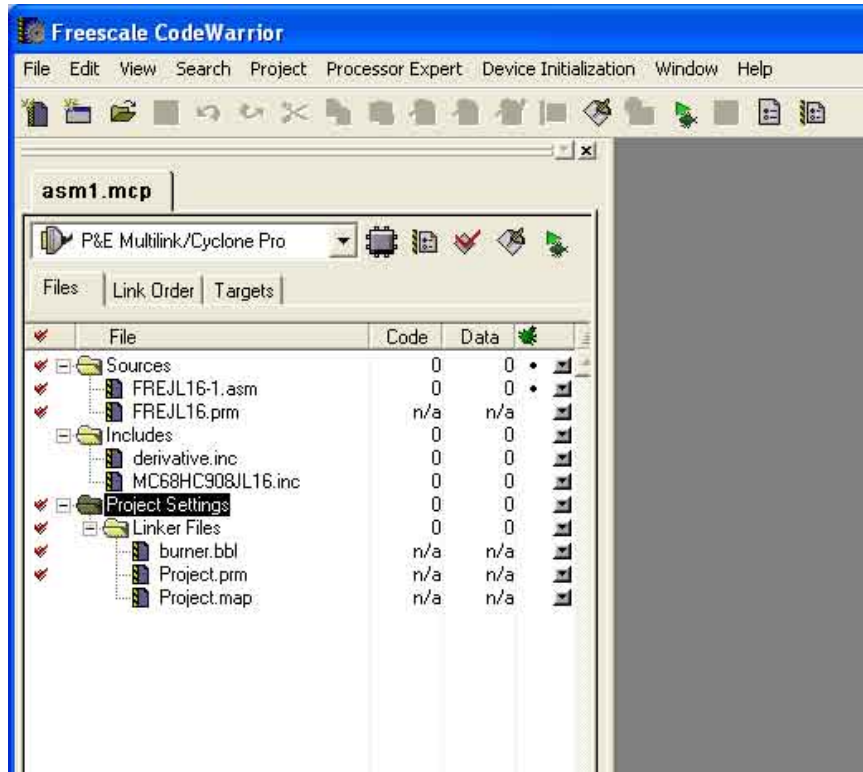 Freescale CodeWarrior
File Edit View Search Project Processor Expert Device Initialization Window Help
asm1.mcp
P&E Multilink/Cyclone Pro
Files Link Order Targets
File Code Data
Sources 0 0
FREJL16-1.asm 0 0
FREJL16.prm n/a n/a
Includes 0 0
derivative.inc 0 0
MC68HC908JL16.inc 0 0
Project Settings 0 0
Linker Files 0 0
burner.bbl n/a n/a
Project.prm n/a n/a
Project.map n/a n/a